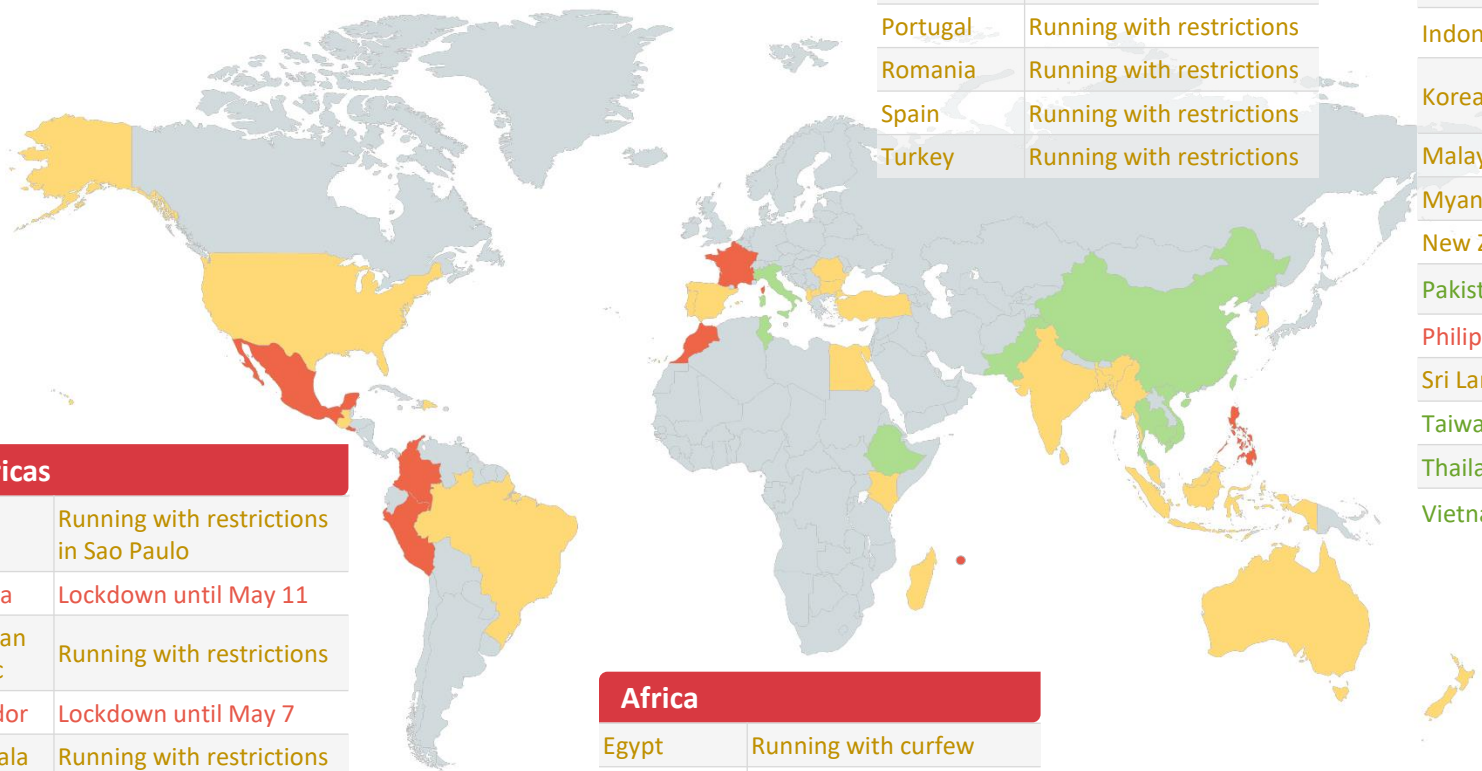 Portugal Running with restrictions
Romania Running with restrictions
Spain Running with restrictions
Turkey Running with restrictions
Indon
Korea
Malay
Myan
New
Pakist
Philip
Sri Lan
Taiwa
Thaila
Vietna
ricas
Running with restrictions
in Sao Paulo
a Lockdown until May 11
an
c
Running with restrictions
dor Lockdown until May 7
ala Running with restrictions
Africa
Egypt Running with curfew